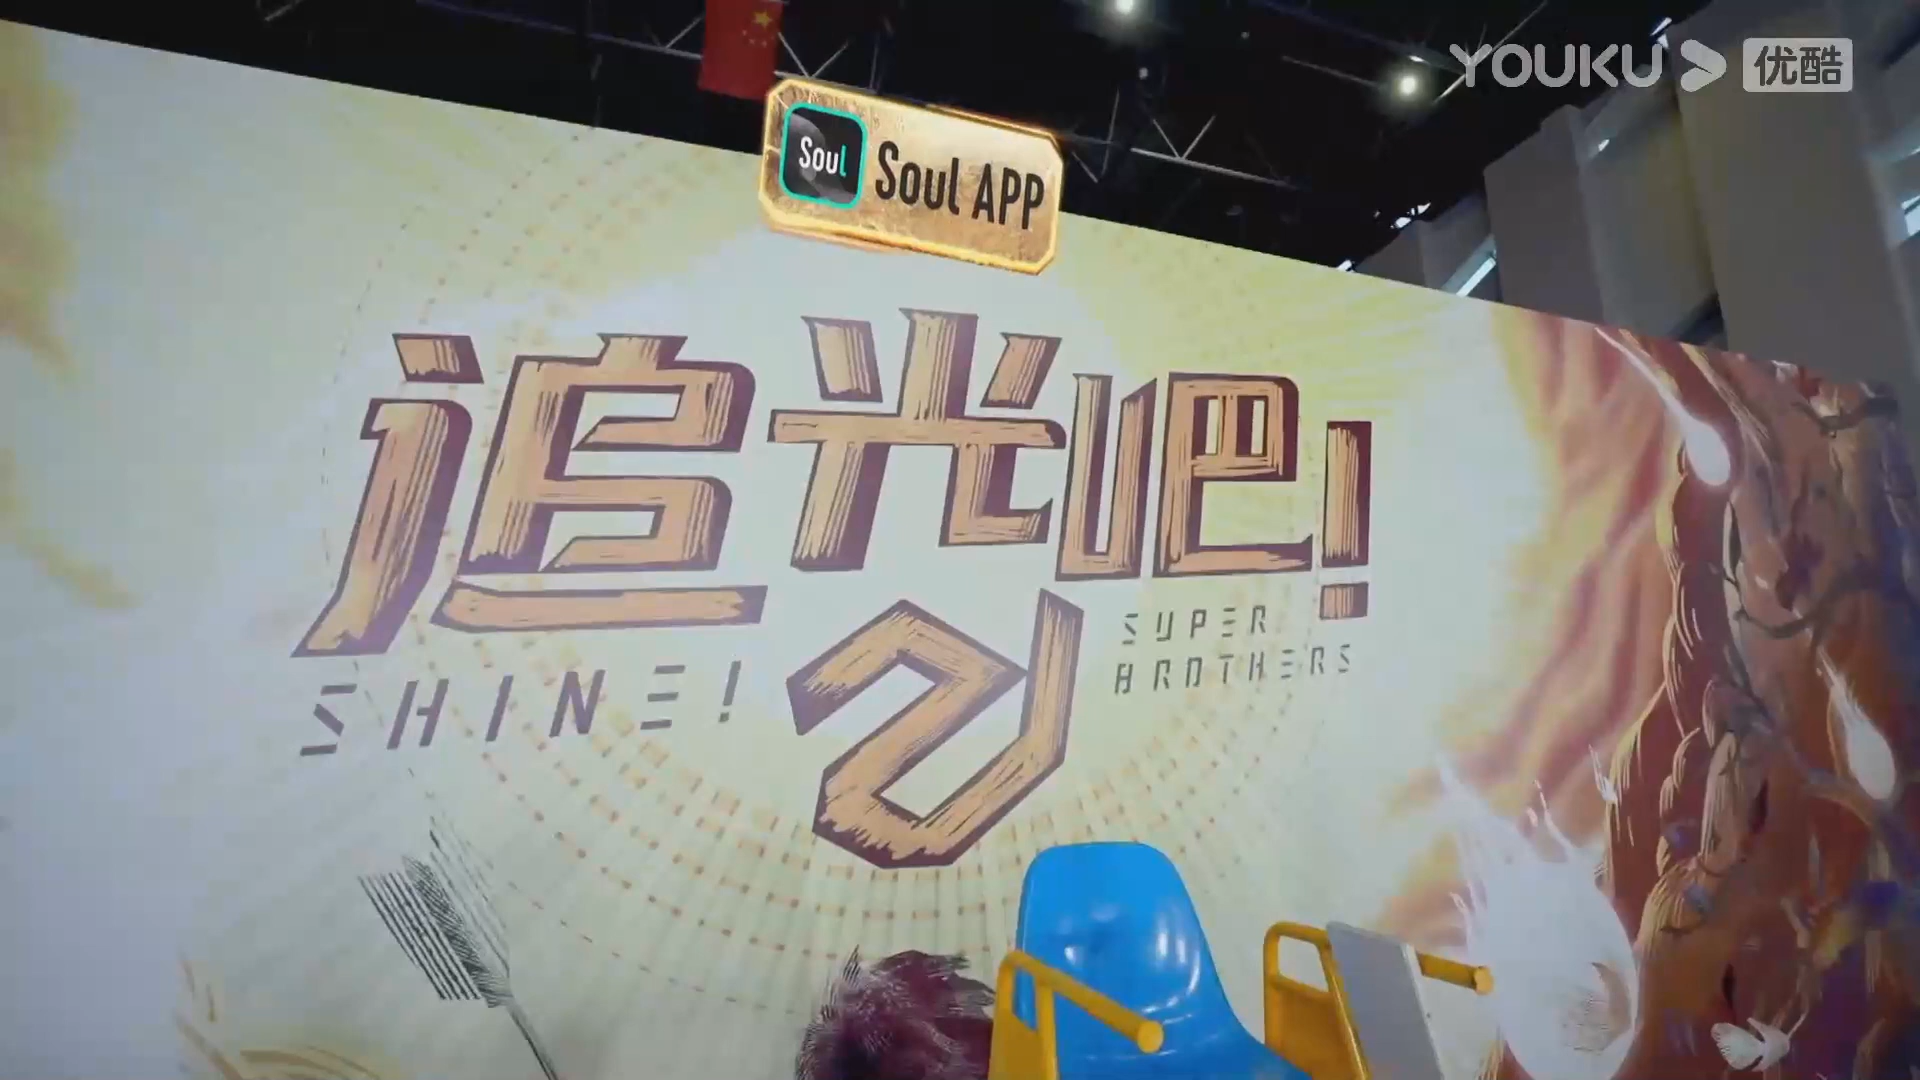 YOUKU 优酷
Soul Soul APP
追光吧!
SHINE!
2
SUPER
BROTHERS